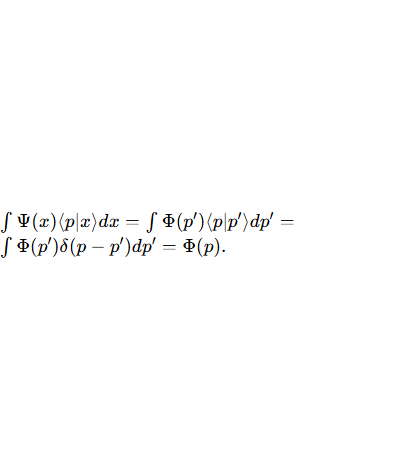 ∫ Ψ(x)⟨p|x⟩dx = ∫ Φ(p′)⟨p|p′⟩dp′ =
∫ Φ(p′)δ(p − p′)dp′ = Φ(p).